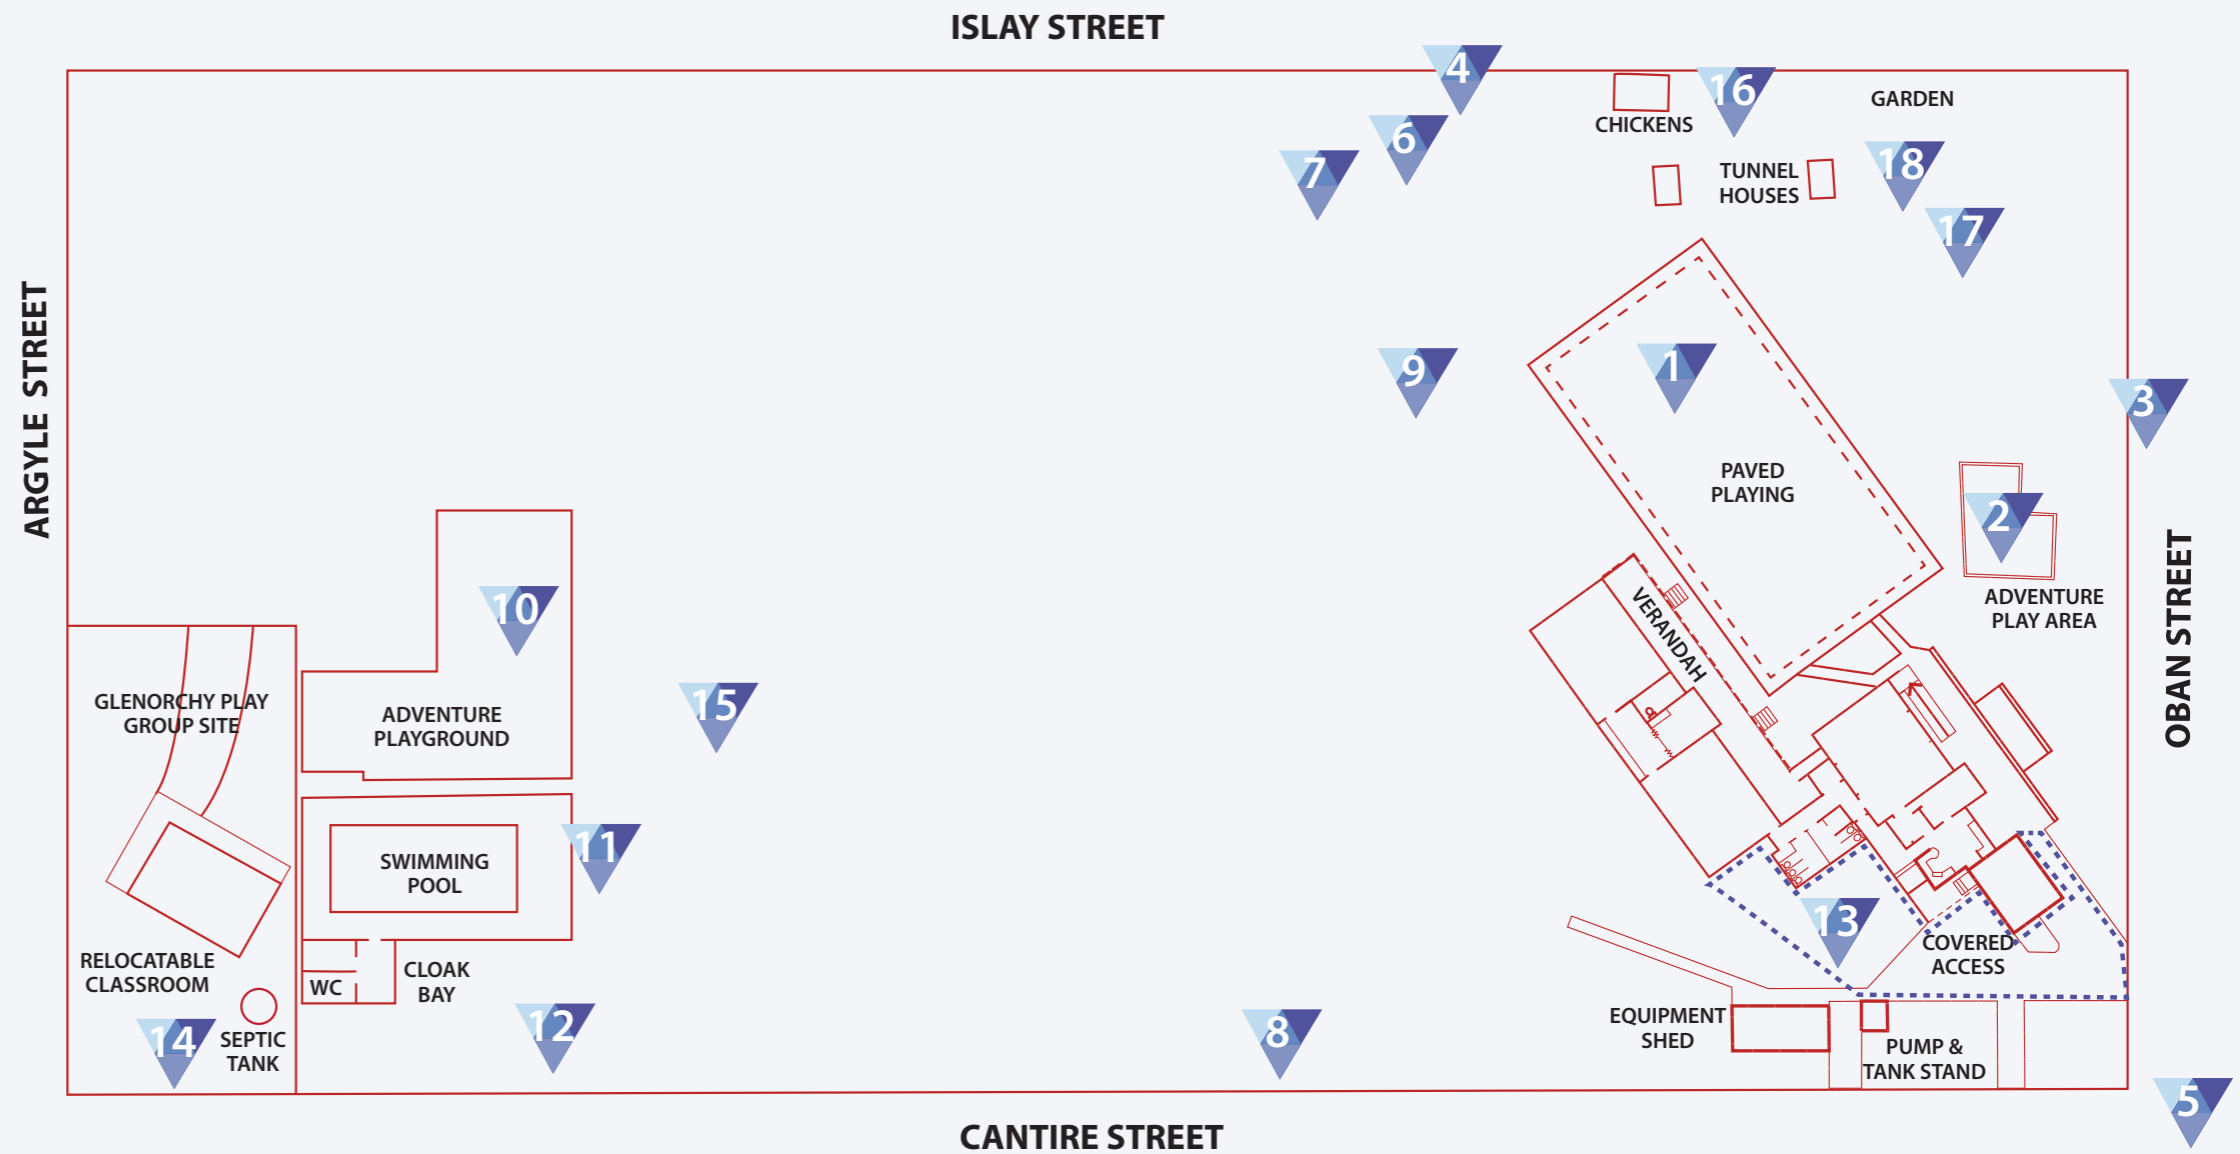 ISLAY STREET
4
16
GARDEN
CHICKENS
6
7
TUNNEL
HOUSES
18
17
ARGYLE STREET
9
1
3
PAVED
PLAYING
2
ADVENTURE
PLAY AREA
OBAN STREET
VERANDAH
10
GLENORCHY PLAY
GROUP SITE
ADVENTURE
PLAYGROUND
15
SWIMMING
POOL
11
13
COVERED
ACCESS
RELOCATABLE
CLASSROOM
WC
CLOAK
BAY
14
SEPTIC
TANK
12
8
EQUIPMENT
SHED
PUMP &
TANK STAND
5
CANTIRE STREET